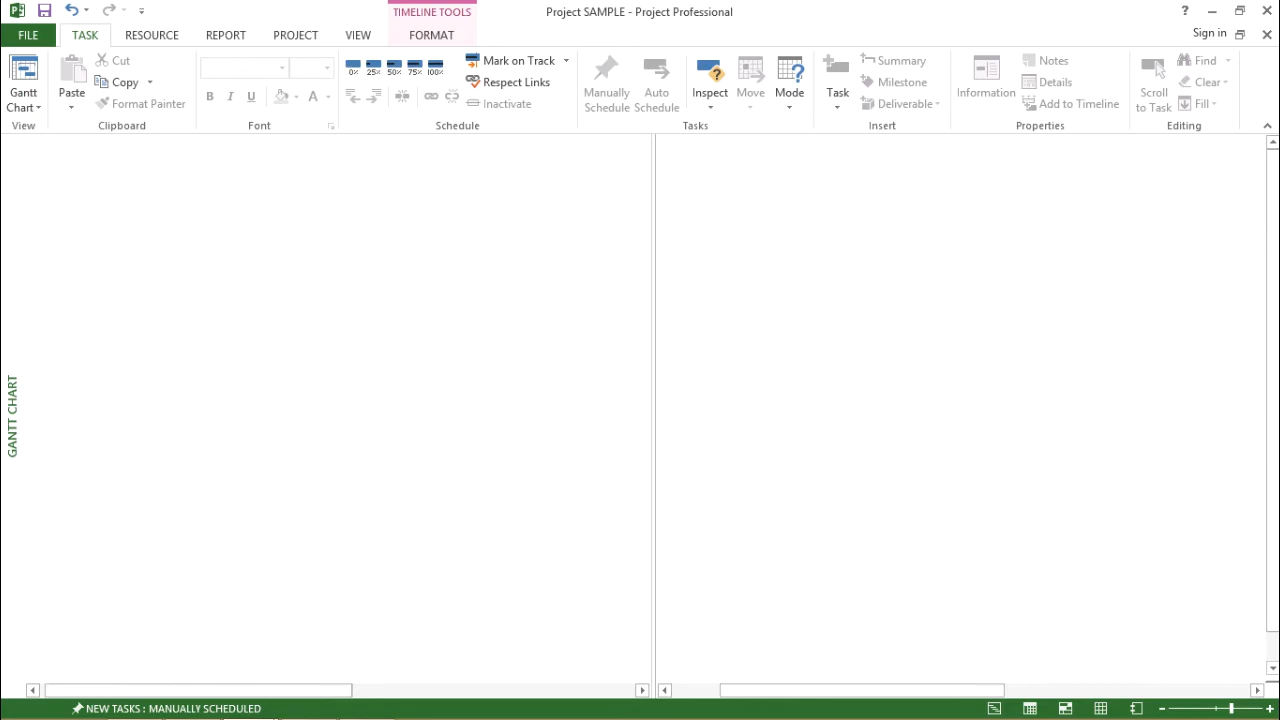 TIMELINE TOOLS
Project SAMPLE - Project Professional
?
FILE
TASK
RESOURCE
REPORT
PROJECT
VIEW
FORMAT
Sign in
Gantt
Chart
View
Paste
Cut
Copy
Format Painter
Clipboard
B I U A
Font
0% 25% 50% 75% 100%
Mark on Track
Respect Links
Inactivate
Schedule
Manually
Schedule
Auto
Schedule
Inspect
Move
Mode
Tasks
Task
Summary
Milestone
Deliverable
Insert
Information
Notes
Details
Add to Timeline
Properties
Scroll
to Task
Find
Clear
Fill
Editing
GANTT CHART
NEW TASKS : MANUALLY SCHEDULED